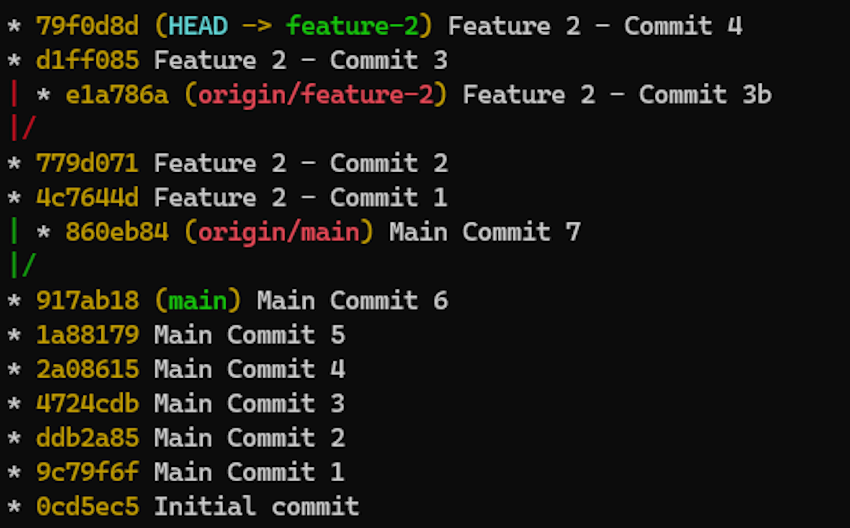 * 79f0d8d (HEAD -> feature-2) Feature 2 - Commit 4
* d1ff085 Feature 2 - Commit 3
| * e1a786a (origin/feature-2) Feature 2 - Commit 3b
|/
* 779d071 Feature 2 - Commit 2
* 4c7644d Feature 2 - Commit 1
| * 860eb84 (origin/main) Main Commit 7
|/
* 917ab18 (main) Main Commit 6
* 1a88179 Main Commit 5
* 2a08615 Main Commit 4
* 4724cdb Main Commit 3
* ddb2a85 Main Commit 2
* 9c79f6f Main Commit 1
* 0cd5ec5 Initial commit